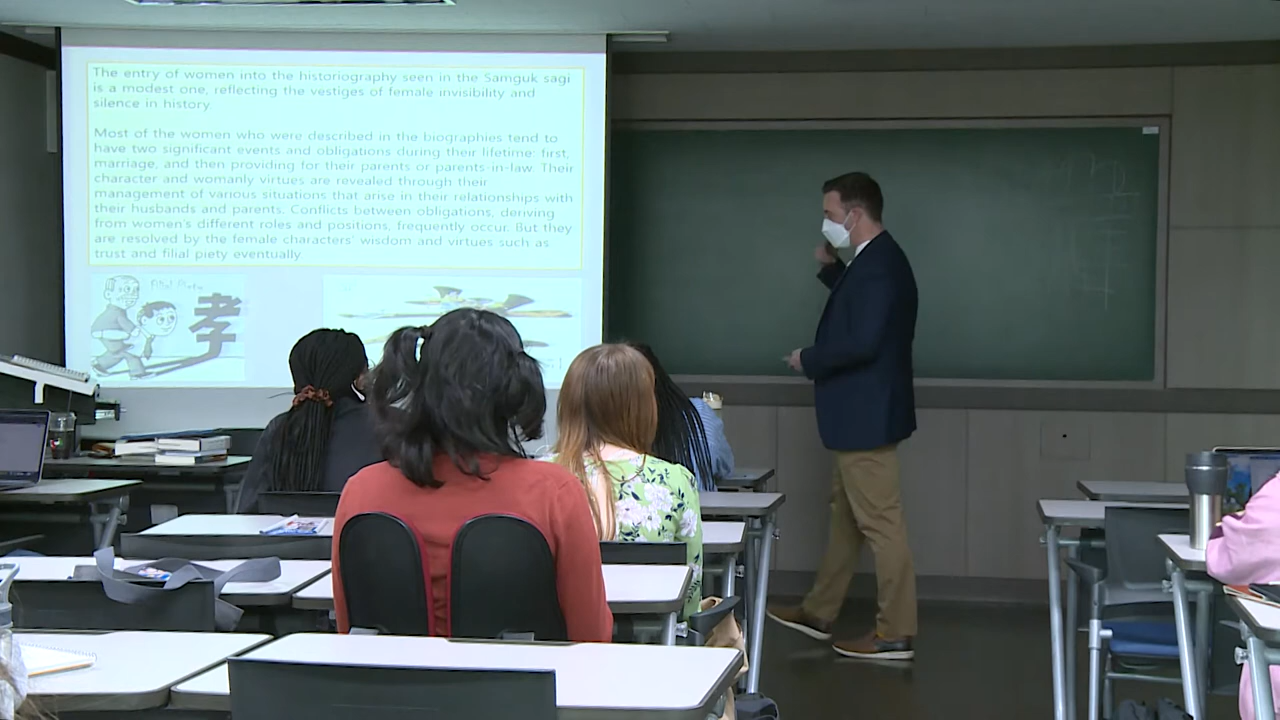 The entry of women into the historiography seen in the Samguk sagi
is a modest one, reflecting the vestiges of female invisibility and
silence in history.
Most of the women who were described in the biographies tend to
have two significant events and obligations during their lifetime: first,
marriage, and then providing for their parents or parents-in-law. Their
character and womanly virtues are revealed through their
management of various situations that arise in their relationships with
their husbands and parents. Conflicts between obligations, deriving
from women's different roles and positions, frequently occur. But they
are resolved by the female characters' wisdom and virtues such as
trust and filial piety eventually
Filial Piety
孝